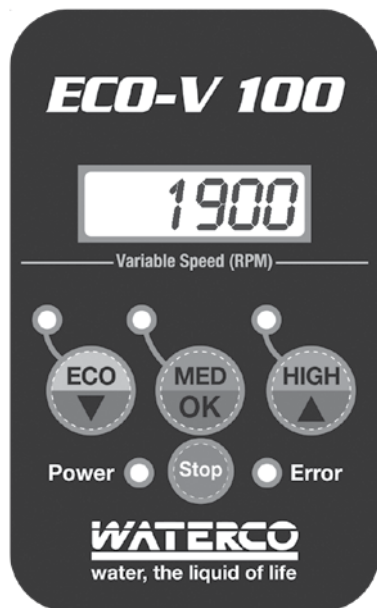 ECO-V 100
1900
Variable Speed (RPM)
ECO MED HIGH
▼ OK ▲
Power Stop Error
WATERCO
water, the liquid of life